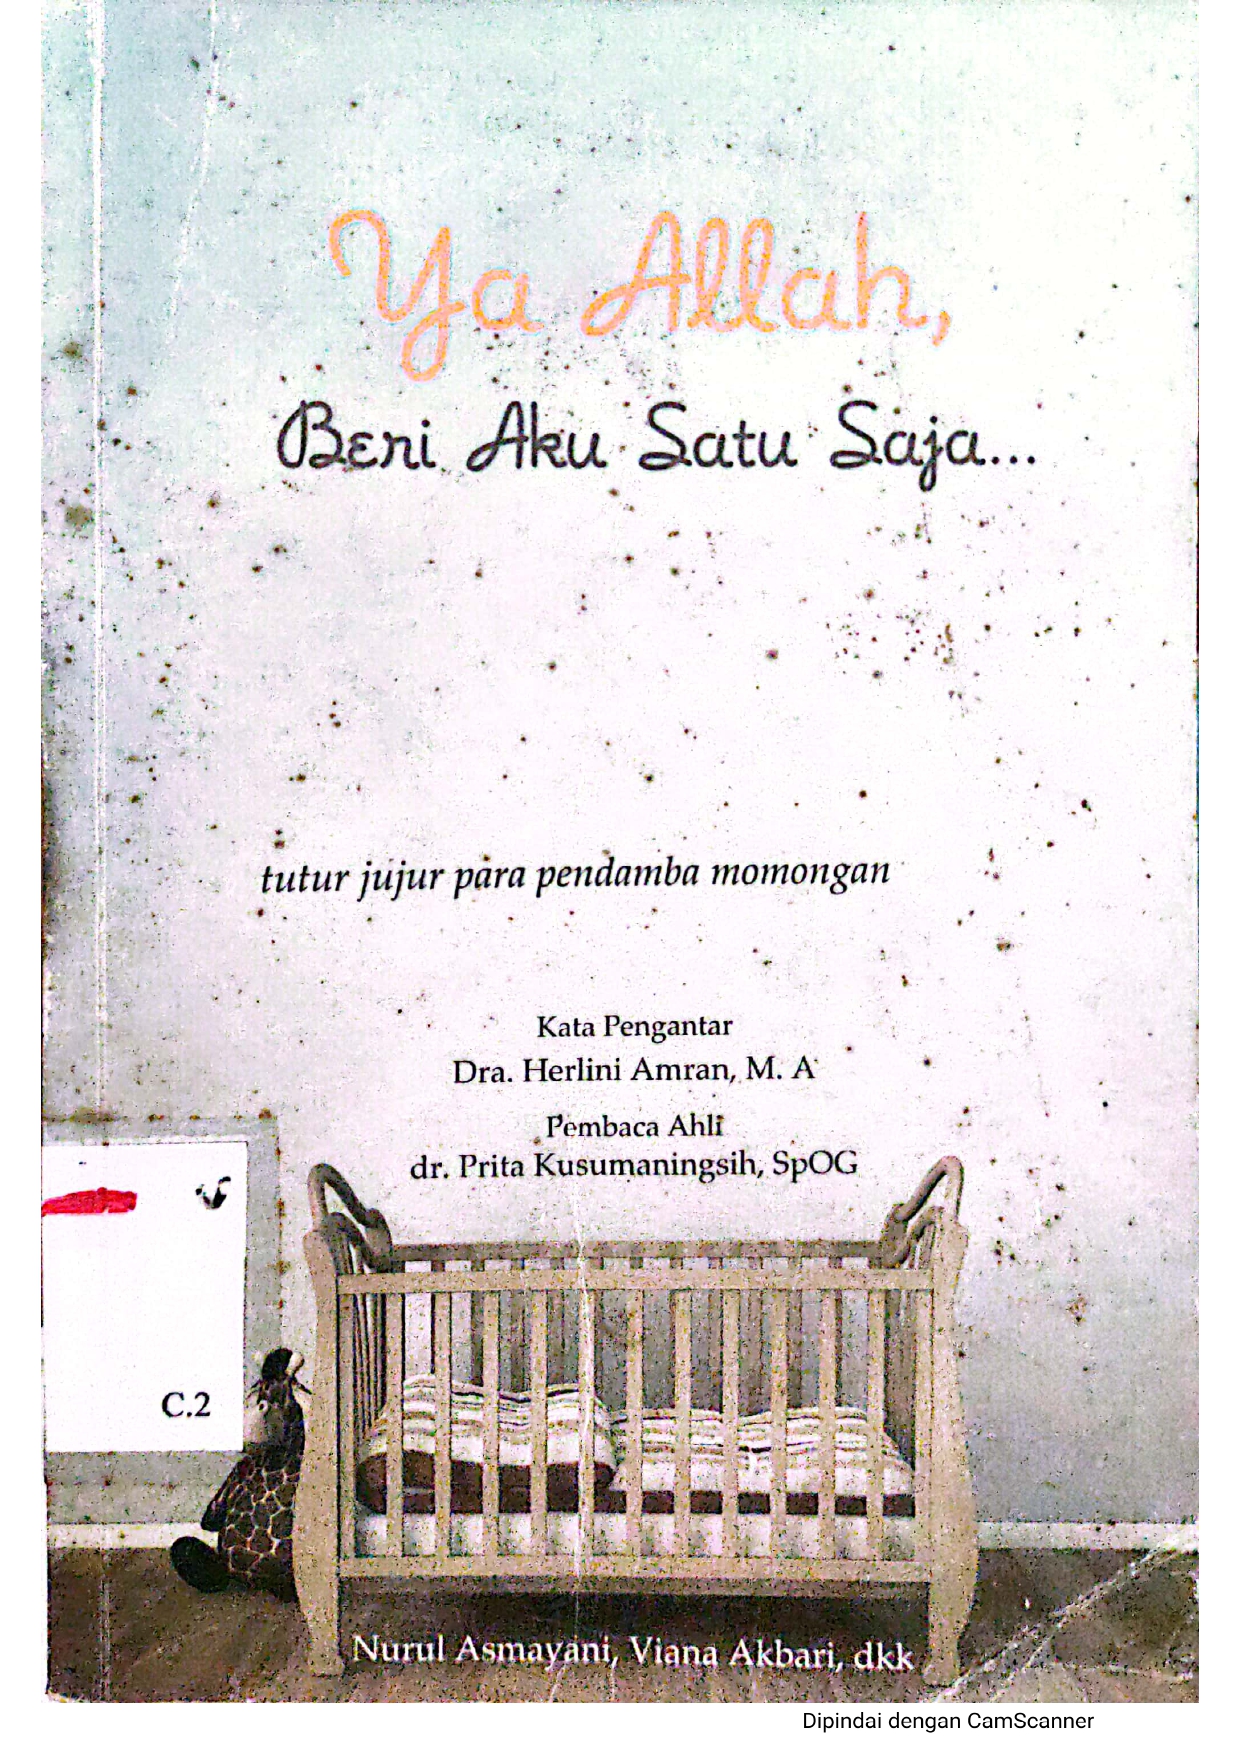 Ya Allah,
Beri Aku Satu Saja...
tutur jujur para pendamba momongan
Kata Pengantar
Dra. Herlini Amran, M. A
Pembaca Ahli
dr. Prita Kusumaningsih, SpOG
C.2
Nurul Asmayani, Viana Akbari, dkk
Dipindai dengan CamScanner